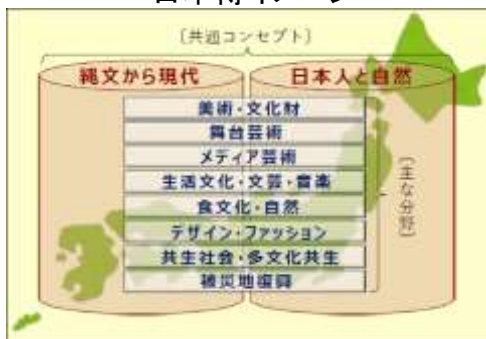 〔共通コンセプト〕
縄文から現代
日本人と自然
美術・文化財
舞台芸術
メディア芸術
生活文化・文芸・音楽
食文化・自然
デザイン・ファッション
共生社会・多文化共生
被災地復興
〔主な分野〕